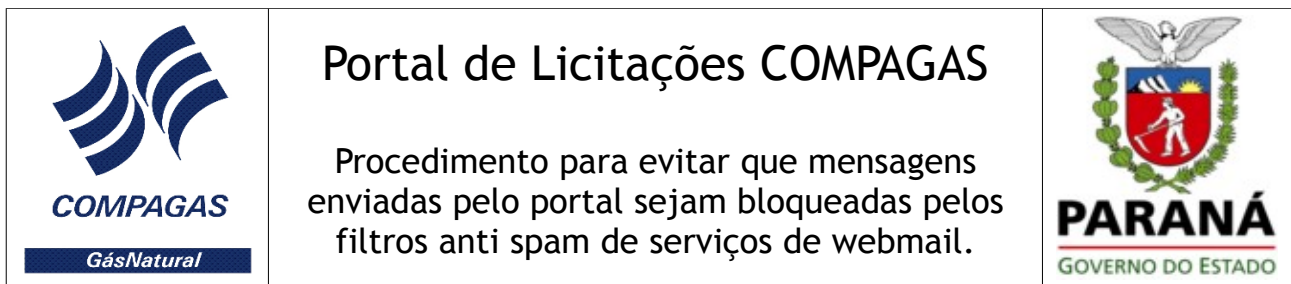 COMPAGAS
GásNatural
Portal de Licitações COMPAGAS
Procedimento para evitar que mensagens
enviadas pelo portal sejam bloqueadas pelos
filtros anti spam de serviços de webmail.
PARANÁ
GOVERNO DO ESTADO